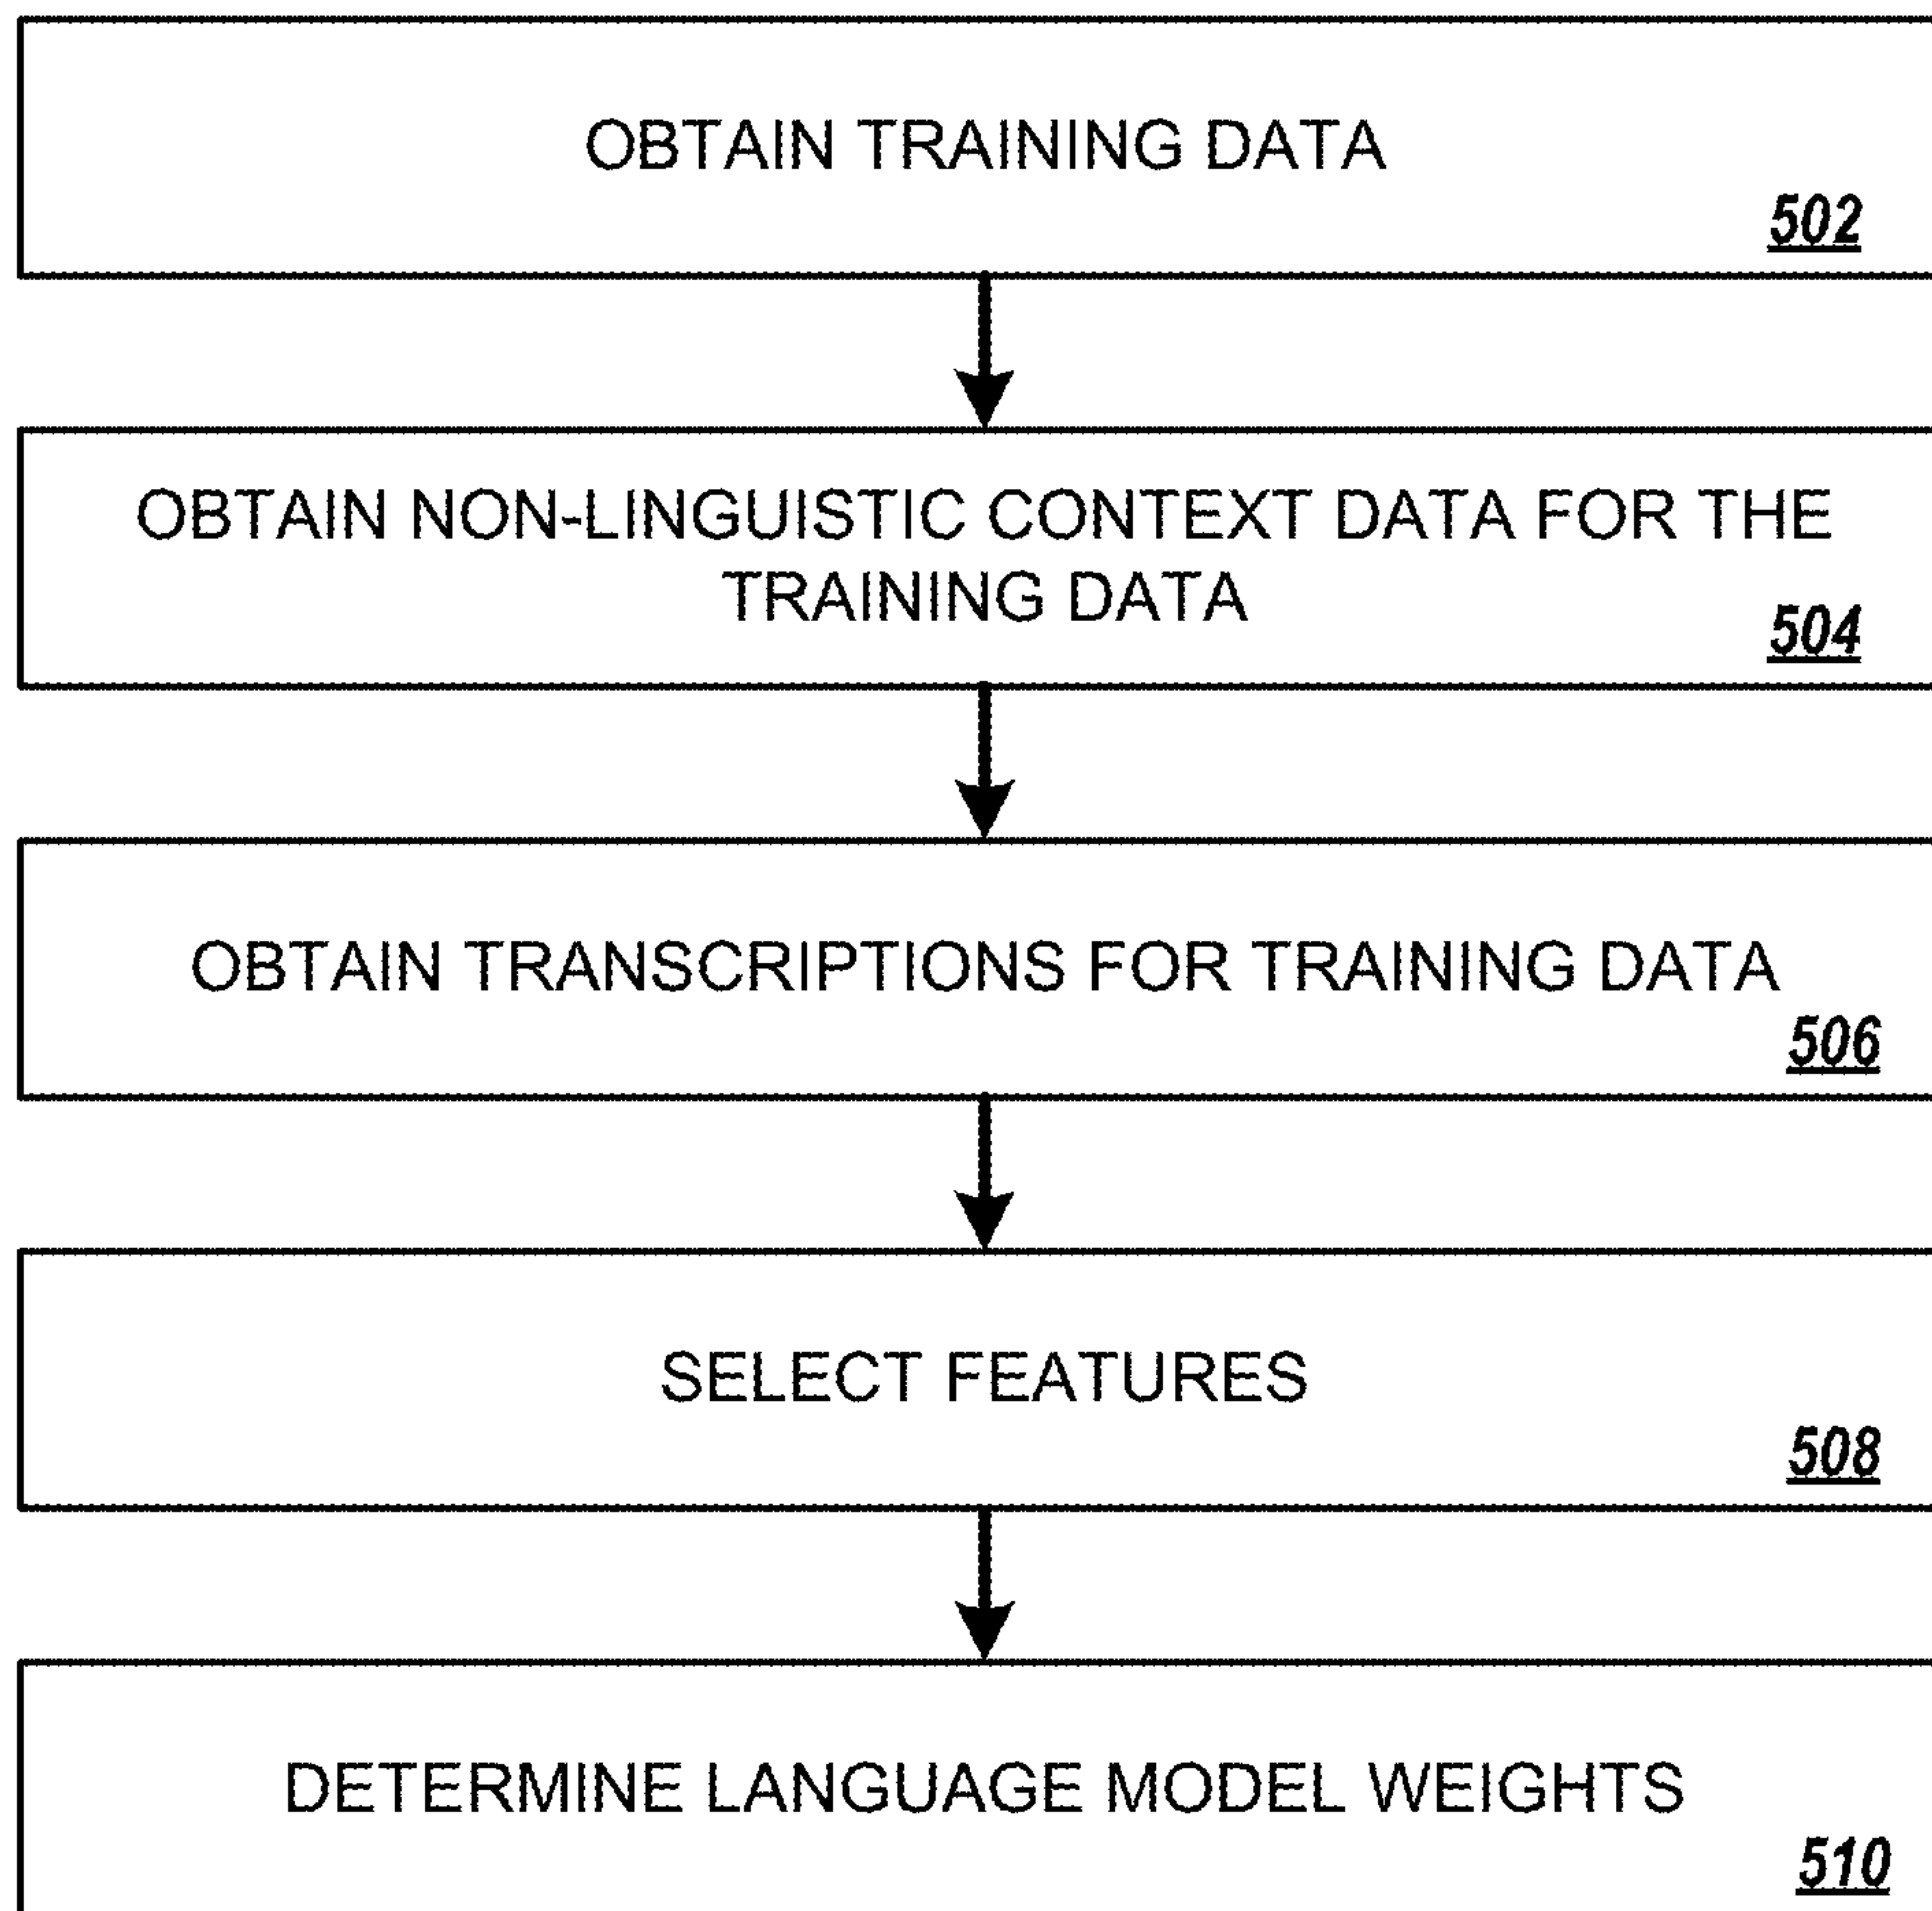 OBTAIN TRAINING DATA
502
OBTAIN NON-LINGUISTIC CONTEXT DATA FOR THE
TRAINING DATA
504
OBTAIN TRANSCRIPTIONS FOR TRAINING DATA
506
SELECT FEATURES
508
DETERMINE LANGUAGE MODEL WEIGHTS
510